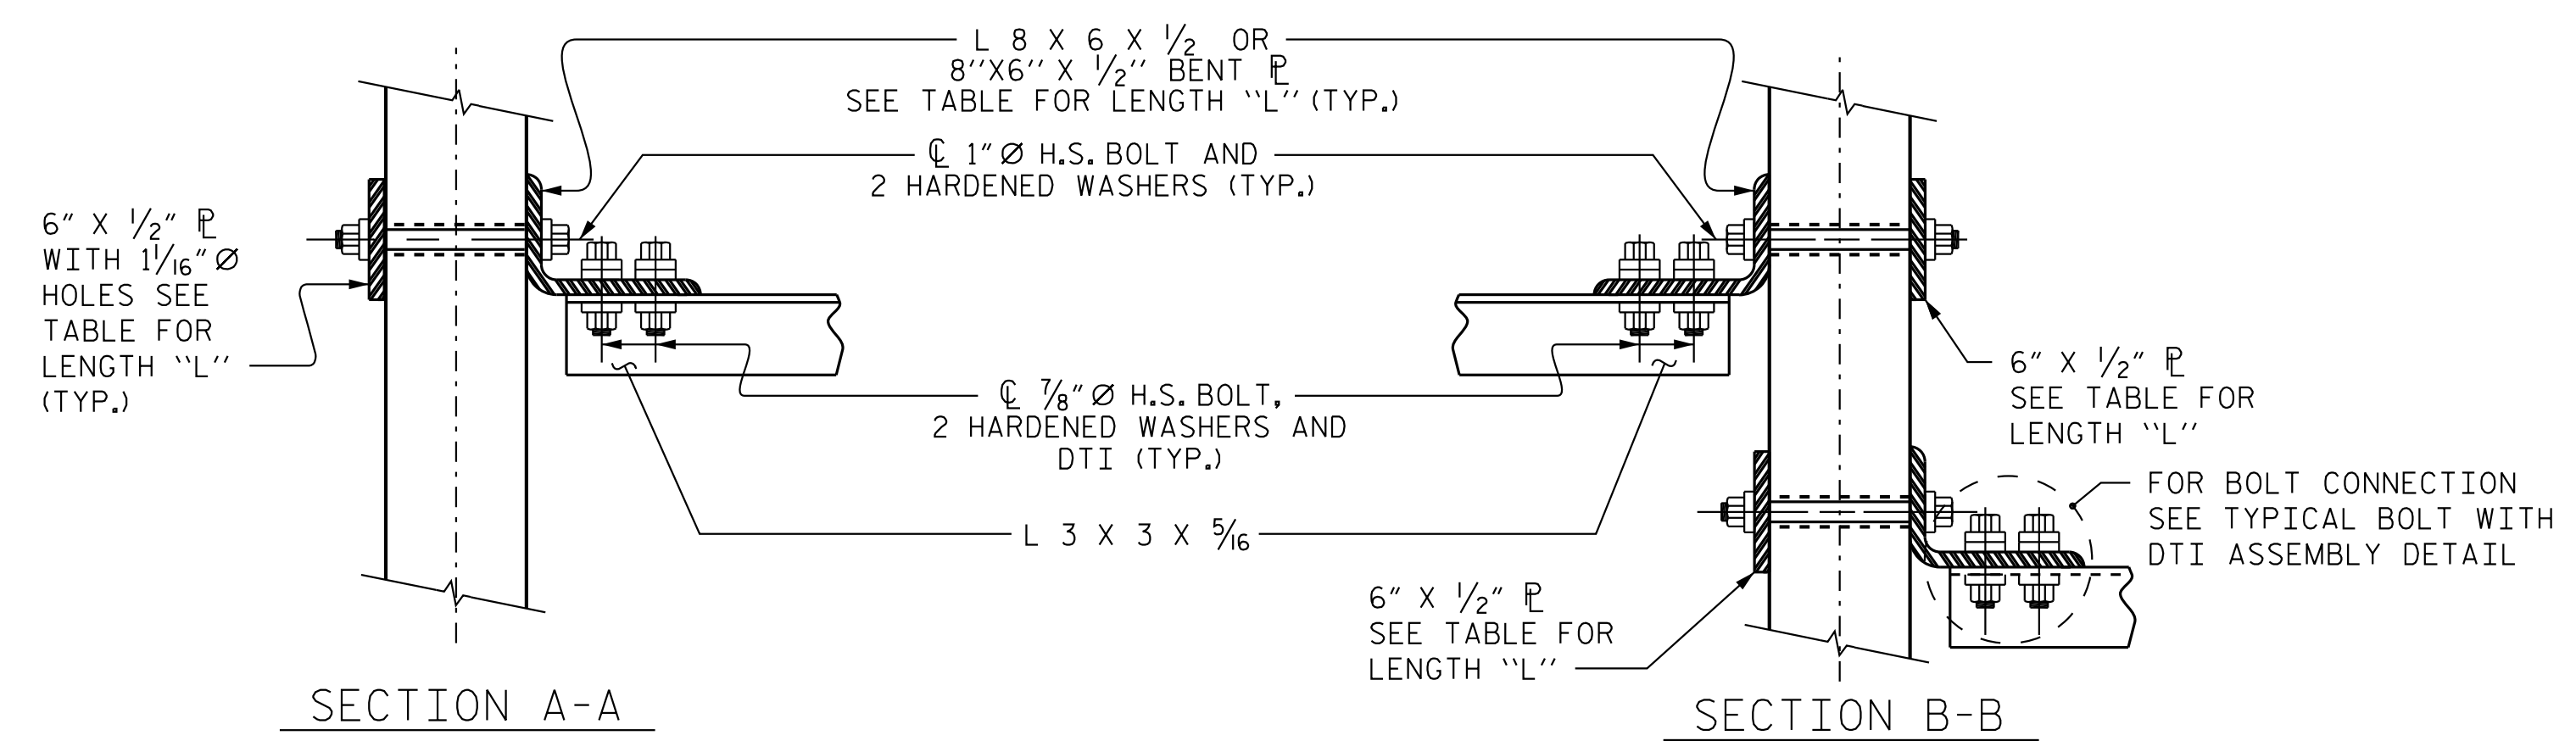 L 8 X 6 X 1/2 OR
8"X6" X 1/2" BENT ℙL
SEE TABLE FOR LENGTH "L" (TYP.)
℄ 1" Ø H.S. BOLT AND
2 HARDENED WASHERS (TYP.)
6" X 1/2" ℙL
WITH 1 1/16" Ø
HOLES SEE
TABLE FOR
LENGTH "L"
(TYP.)
℄ 7/8" Ø H.S. BOLT,
2 HARDENED WASHERS AND
DTI (TYP.)
L 3 X 3 X 5/16
6" X 1/2" ℙL
SEE TABLE FOR
LENGTH "L"
FOR BOLT CONNECTION
SEE TYPICAL BOLT WITH
DTI ASSEMBLY DETAIL
6" X 1/2" ℙL
SEE TABLE FOR
LENGTH "L"
SECTION A-A
SECTION B-B